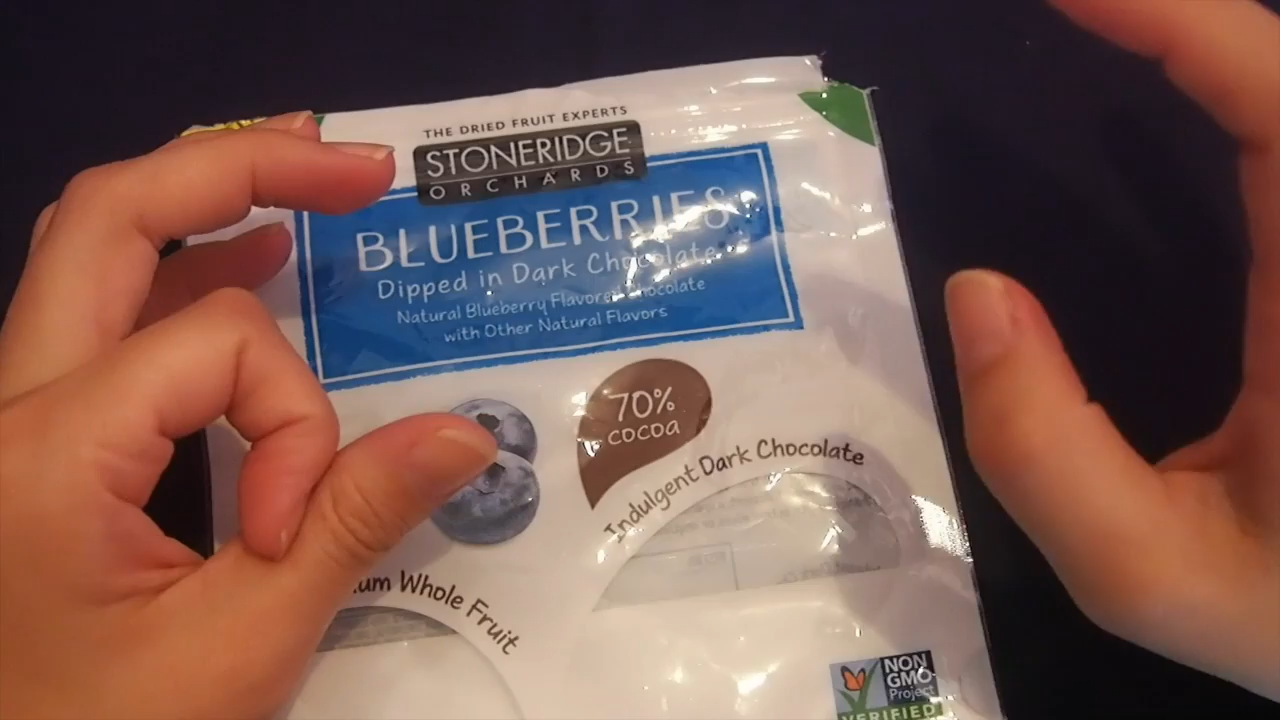 THE DRIED FRUIT EXPERTS
STONERIDGE
ORCHARDS
BLUEBERRIES
Dipped in Dark Chocolate
Natural Blueberry Flavored Chocolate
with Other Natural Flavors
70%
COCOA
Indulgent Dark Chocolate
Whole Fruit
NON
GMO
Project
VERIFIED